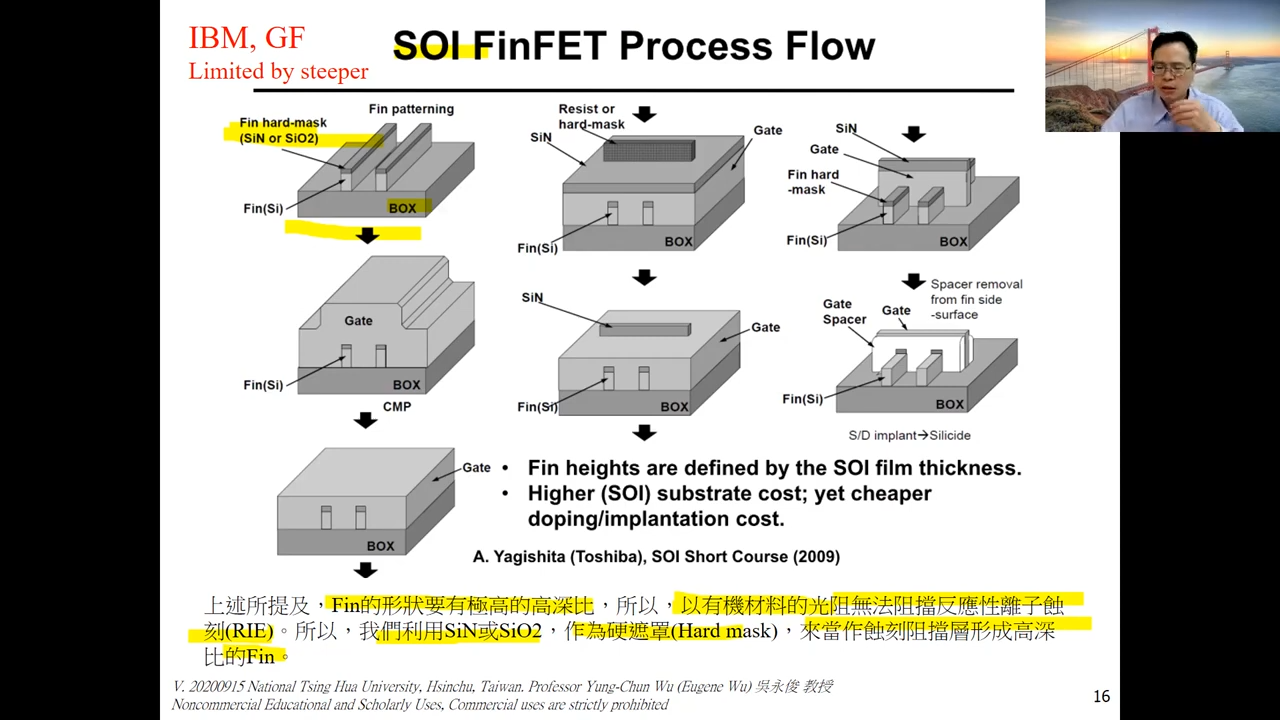 IBM, GF
Limited by steeper
SOI FinFET Process Flow
Fin hard-mask
(SiN or SiO2)
Fin patterning
Fin(Si)
BOX
Gate
Fin(Si)
BOX
CMP
Gate
BOX
Resist or
hard-mask
SiN
Gate
Fin(Si)
BOX
SiN
Gate
Fin(Si)
BOX
SiN
Gate
Fin hard
-mask
Fin(Si)
BOX
Spacer removal
from fin side
-surface
Gate
Spacer
Gate
Fin(Si)
BOX
S/D implant→Silicide
• Fin heights are defined by the SOI film thickness.
• Higher (SOI) substrate cost; yet cheaper
doping/implantation cost.
A. Yagishita (Toshiba), SOI Short Course (2009)
上述所提及，Fin的形狀要有極高的高深比，所以，以有機材料的光阻無法阻擋反應性離子蝕
刻(RIE)。所以，我們利用SiN或SiO2，作為硬遮罩(Hard mask)，來當作蝕刻阻擋層形成高深
比的Fin。
V. 20200915 National Tsing Hua University, Hsinchu, Taiwan. Professor Yung-Chun Wu (Eugene Wu) 吳永俊 教授
Noncommercial Educational and Scholarly Uses, Commercial uses are strictly prohibited
16